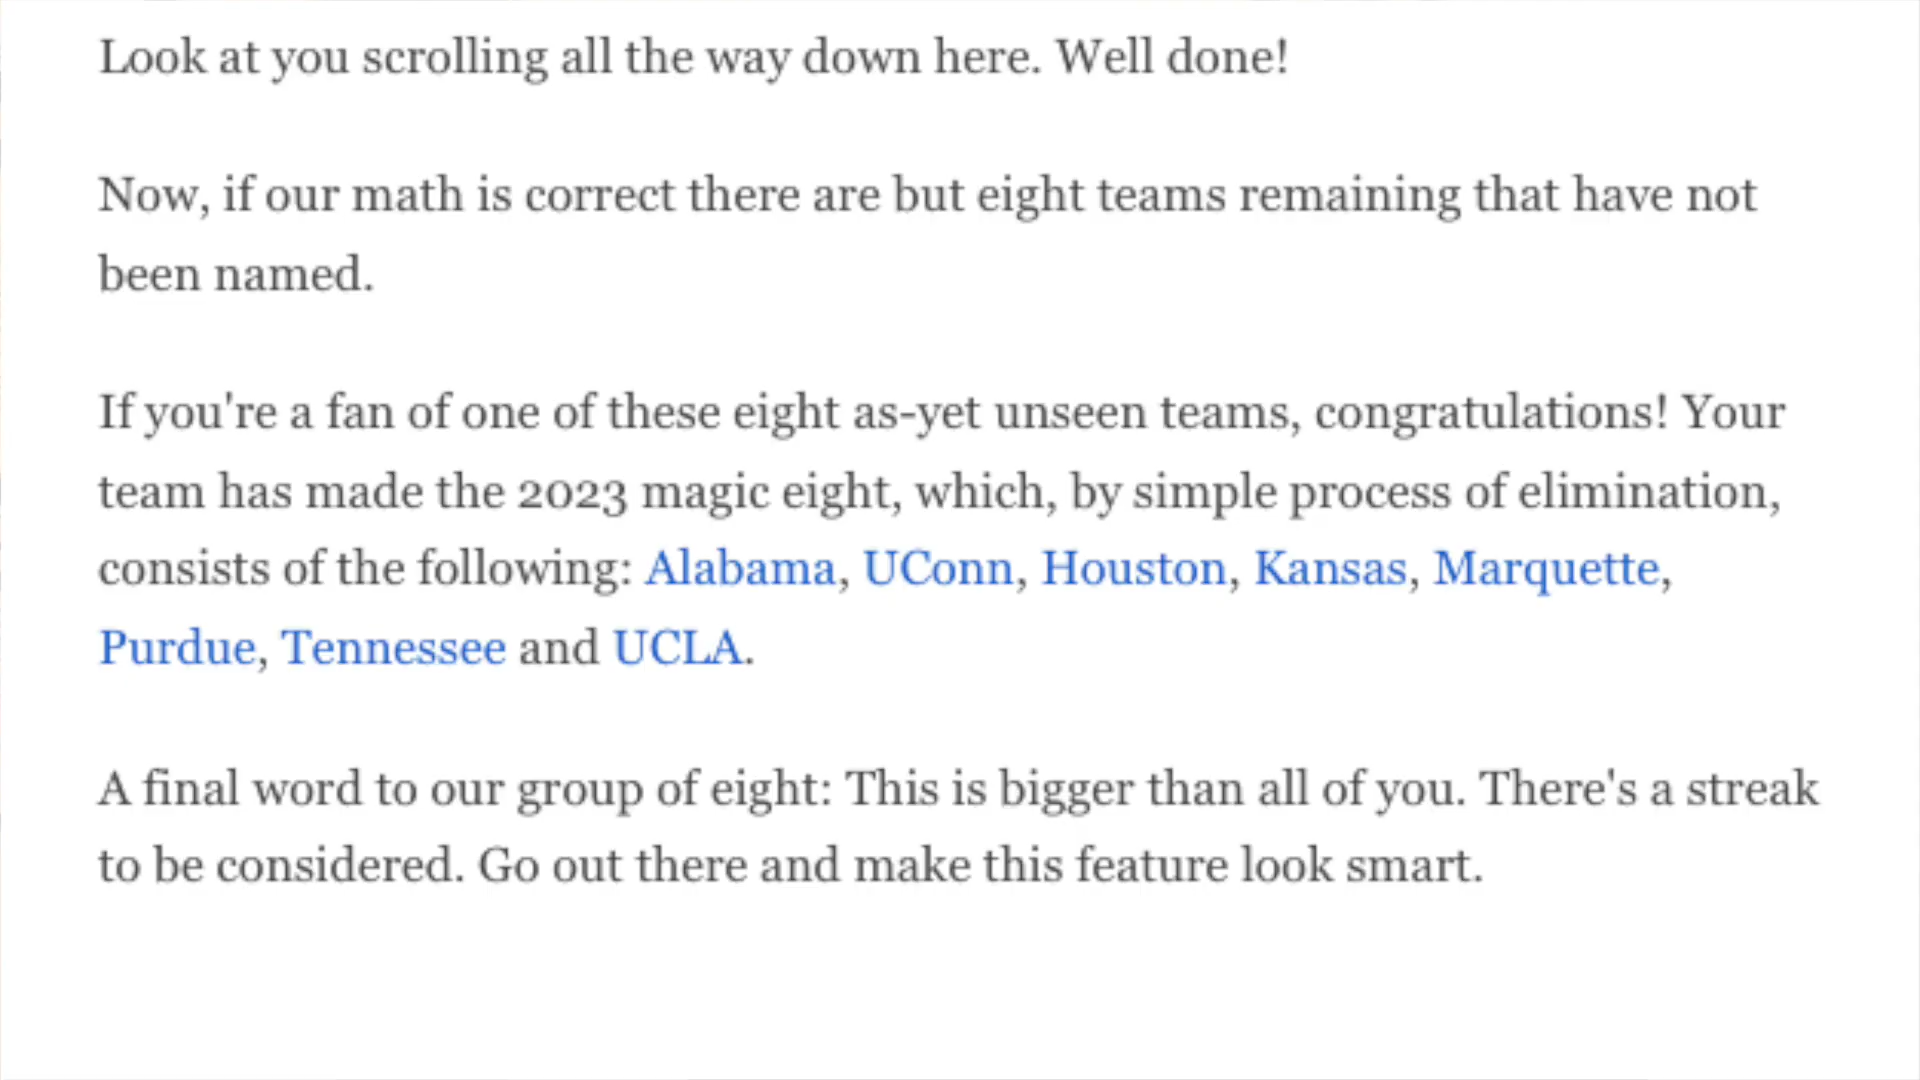 Look at you scrolling all the way down here. Well done!
Now, if our math is correct there are but eight teams remaining that have not
been named.
If you're a fan of one of these eight as-yet unseen teams, congratulations! Your
team has made the 2023 magic eight, which, by simple process of elimination,
consists of the following: Alabama, UConn, Houston, Kansas, Marquette,
Purdue, Tennessee and UCLA.
A final word to our group of eight: This is bigger than all of you. There's a streak
to be considered. Go out there and make this feature look smart.